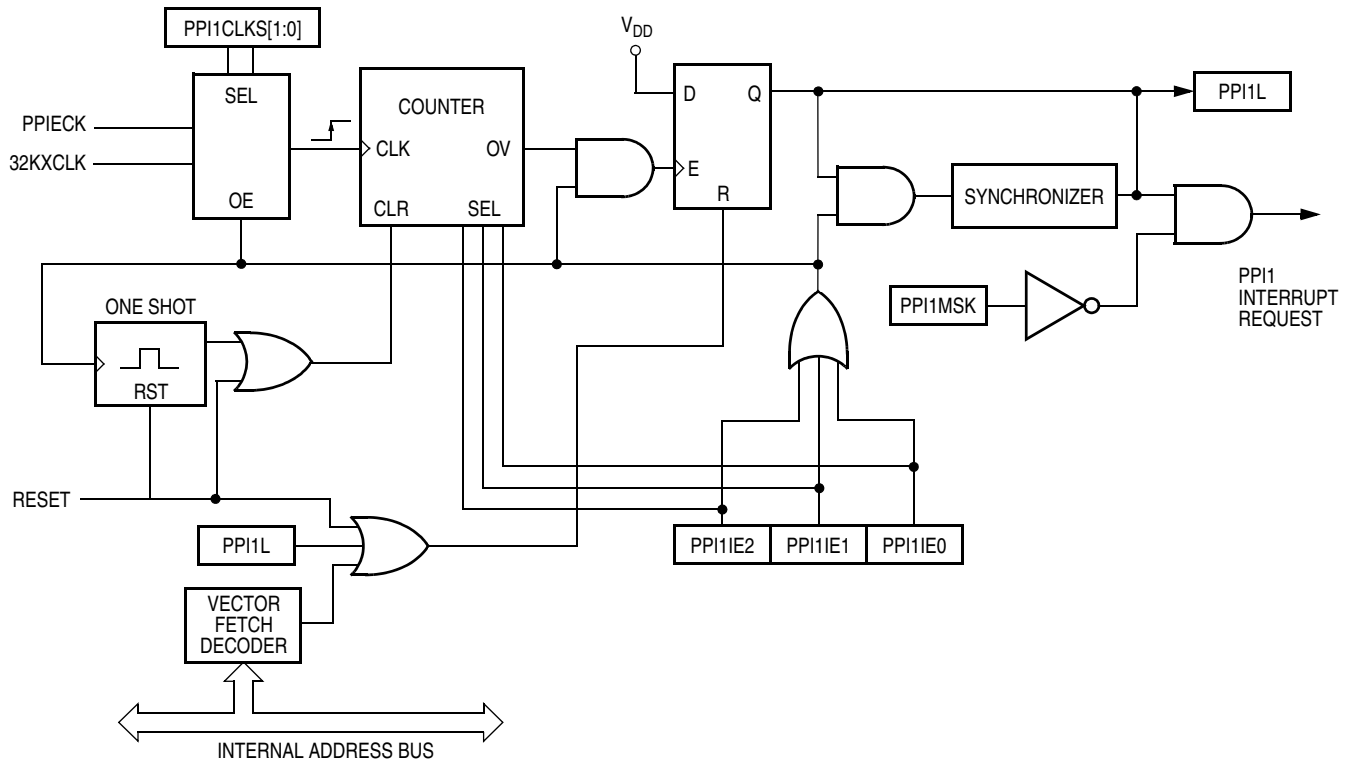 PPI1CLKS[1:0]
SEL
PPIECK
32KXCLK
OE
COUNTER
CLK
OV
CLR
SEL
VDD
D
Q
E
R
PPI1L
SYNCHRONIZER
PPI1MSK
PPI1
INTERRUPT
REQUEST
ONE SHOT
RST
RESET
PPI1L
PPI1IE2
PPI1IE1
PPI1IE0
VECTOR
FETCH
DECODER
INTERNAL ADDRESS BUS